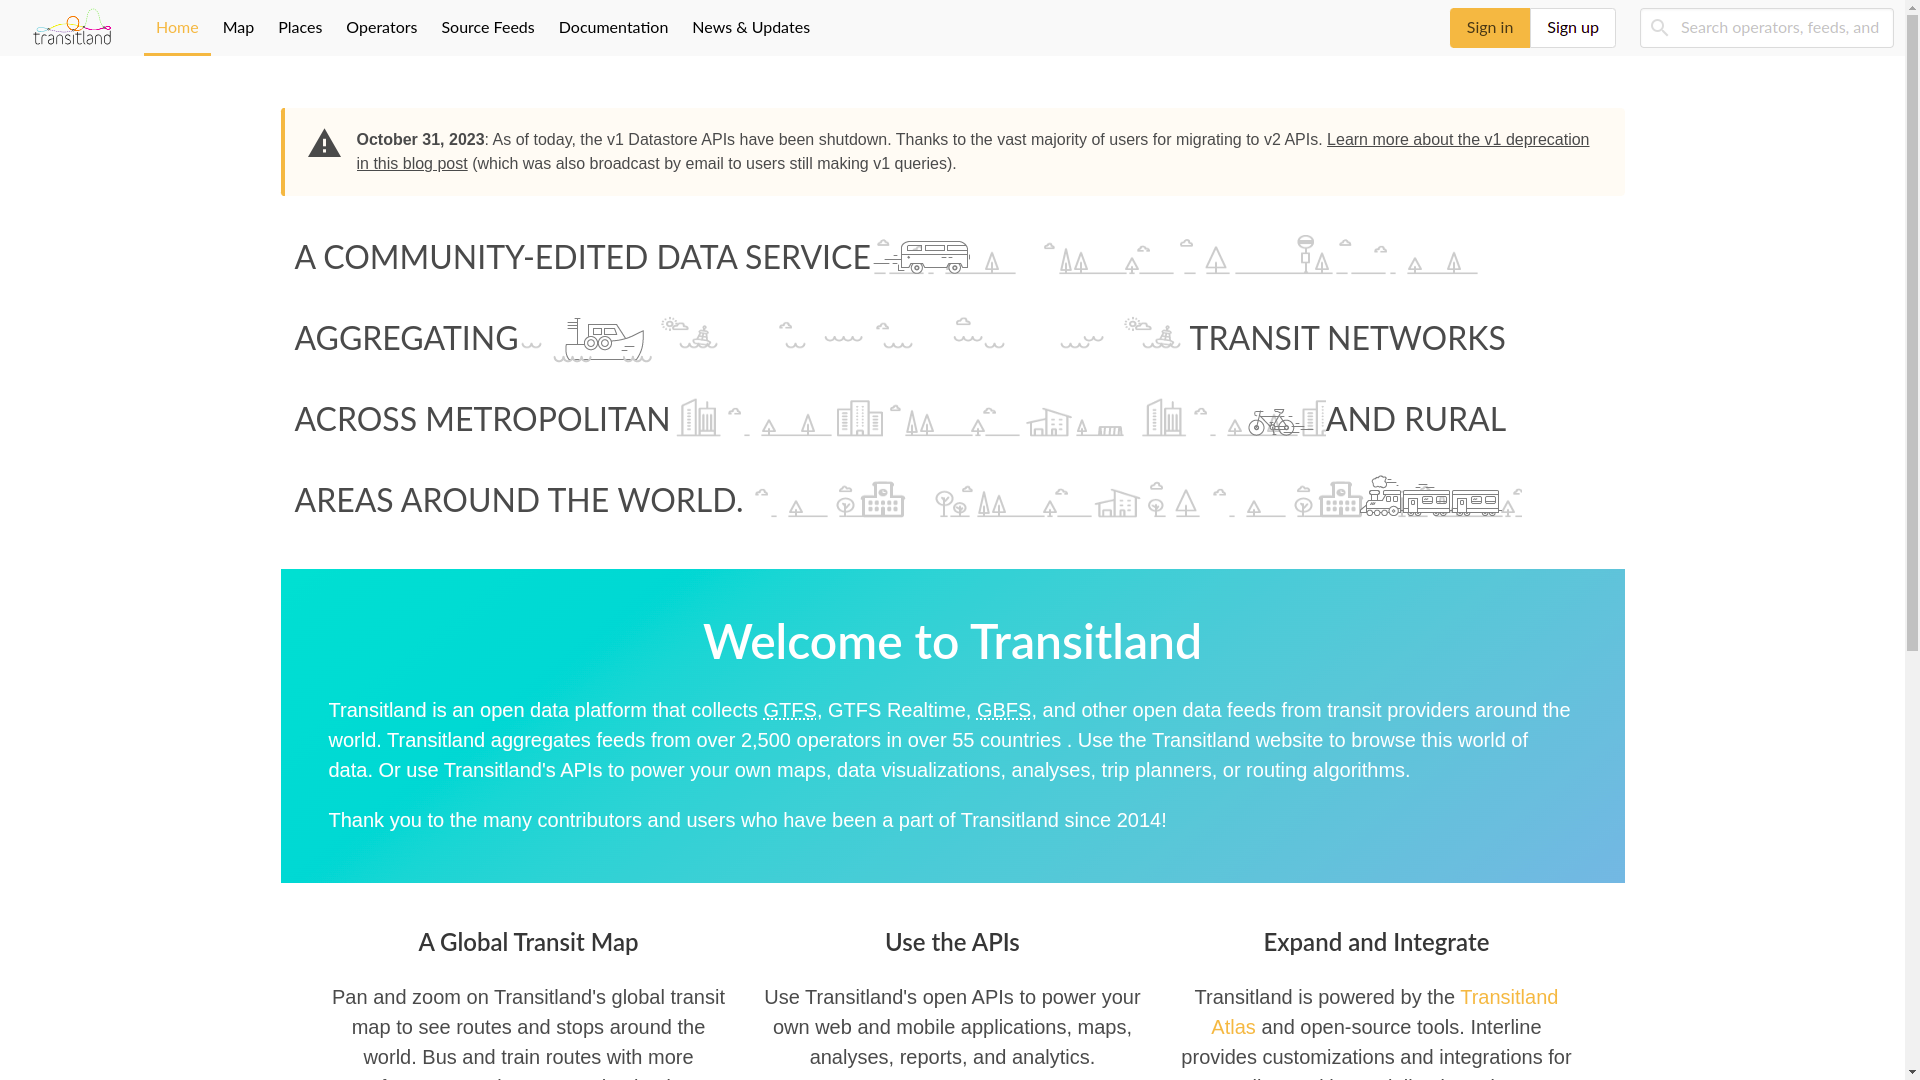 transitland
Home
Map
Places
Operators
Source Feeds
Documentation
News & Updates
Sign in
Sign up
Search operators, feeds, and
October 31, 2023: As of today, the v1 Datastore APIs have been shutdown. Thanks to the vast majority of users for migrating to v2 APIs. Learn more about the v1 deprecation
in this blog post (which was also broadcast by email to users still making v1 queries).
A COMMUNITY-EDITED DATA SERVICE
AGGREGATING TRANSIT NETWORKS
ACROSS METROPOLITAN AND RURAL
AREAS AROUND THE WORLD.
Welcome to Transitland
Transitland is an open data platform that collects GTFS, GTFS Realtime, GBFS, and other open data feeds from transit providers around the
world. Transitland aggregates feeds from over 2,500 operators in over 55 countries . Use the Transitland website to browse this world of
data. Or use Transitland's APIs to power your own maps, data visualizations, analyses, trip planners, or routing algorithms.
Thank you to the many contributors and users who have been a part of Transitland since 2014!
A Global Transit Map
Pan and zoom on Transitland's global transit
map to see routes and stops around the
world. Bus and train routes with more
Use the APIs
Use Transitland's open APIs to power your
own web and mobile applications, maps,
analyses, reports, and analytics.
Expand and Integrate
Transitland is powered by the Transitland
Atlas and open-source tools. Interline
provides customizations and integrations for